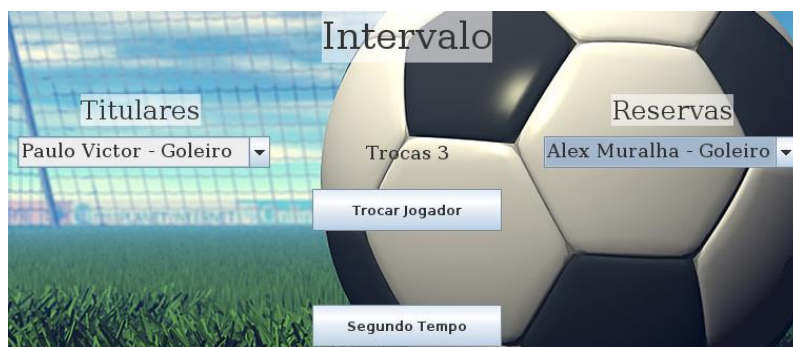 Intervalo
Titulares
Reservas
Paulo Victor - Goleiro
Trocas 3
Alex Muralha - Goleiro
Trocar Jogador
Segundo Tempo